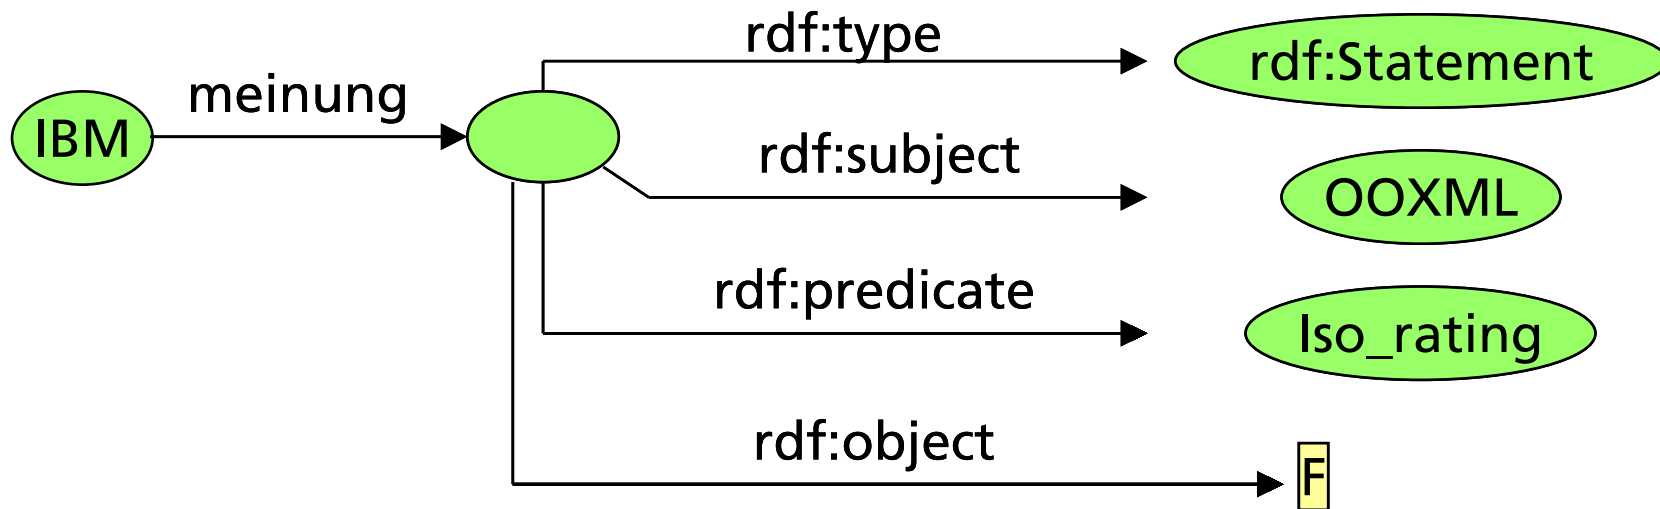 rdf:type
rdf:Statement
meinung
IBM
rdf:subject
OOXML
rdf:predicate
Iso_rating
rdf:object
F